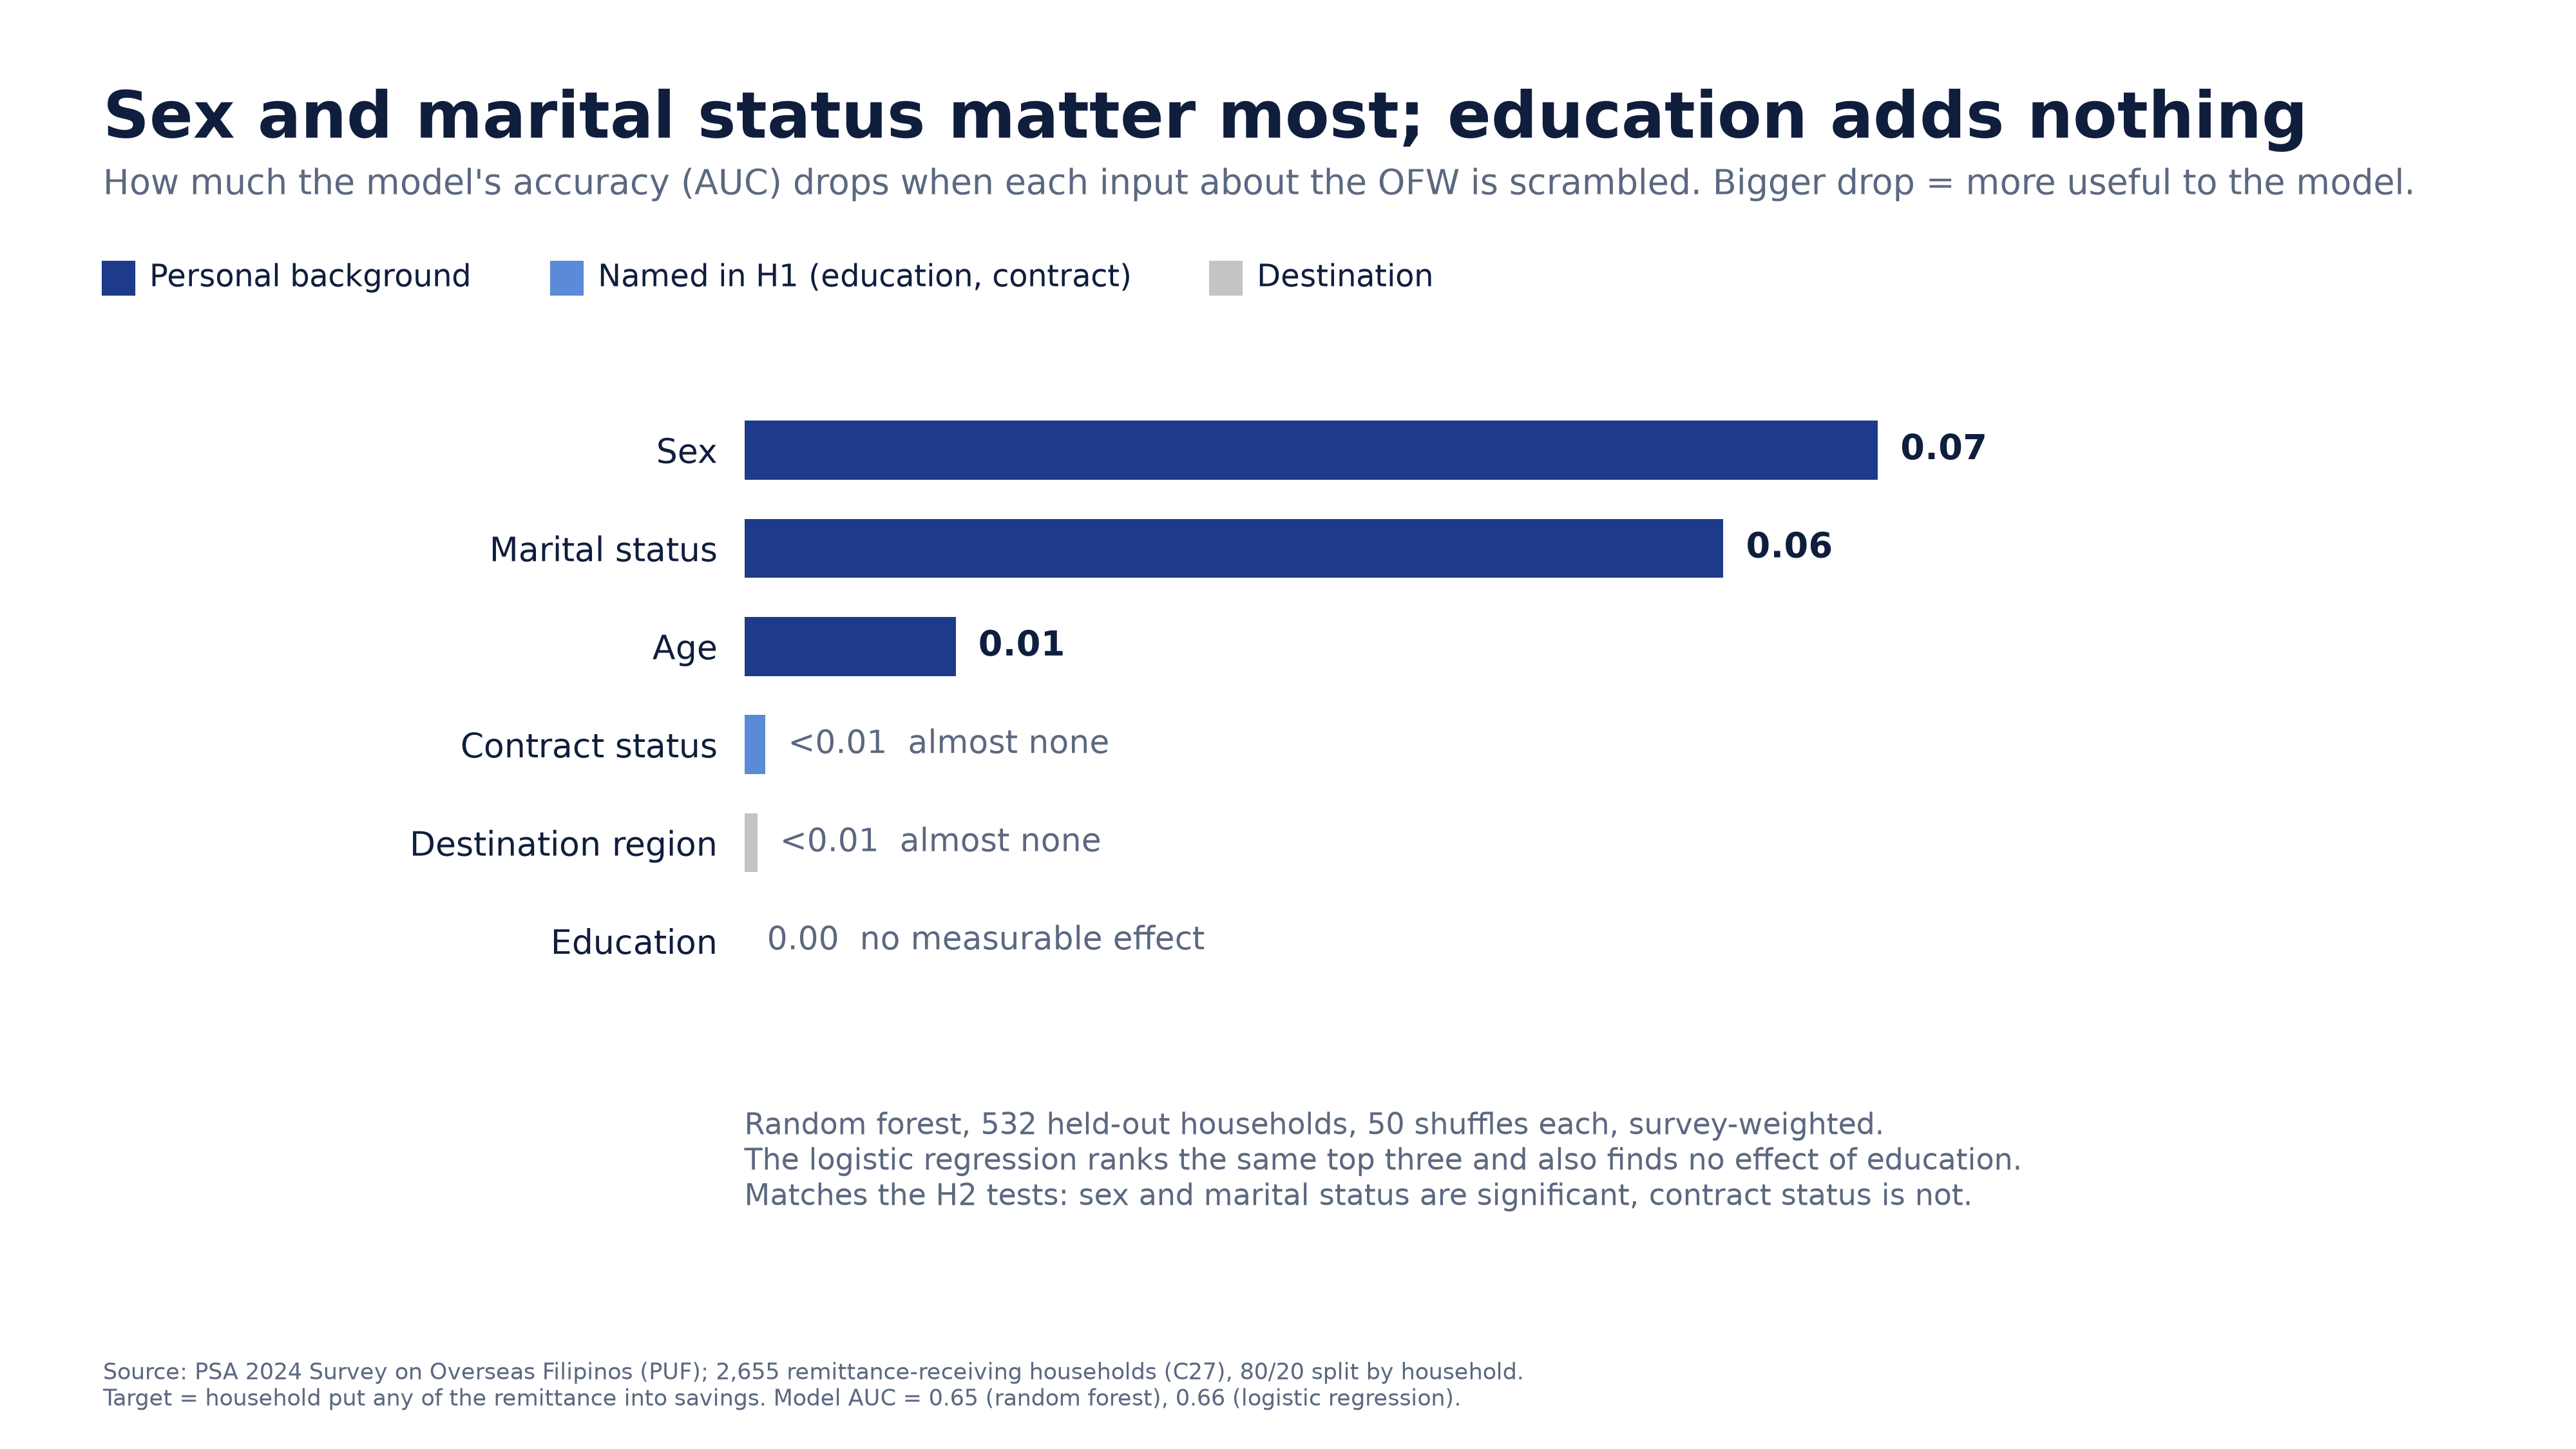 Sex and marital status matter most; education adds nothing
How much the model's accuracy (AUC) drops when each input about the OFW is scrambled. Bigger drop = more useful to the model.
Personal background
Named in H1 (education, contract)
Destination
Sex 0.07
Marital status 0.06
Age 0.01
Contract status <0.01 almost none
Destination region <0.01 almost none
Education 0.00 no measurable effect
Random forest, 532 held-out households, 50 shuffles each, survey-weighted.
The logistic regression ranks the same top three and also finds no effect of education.
Matches the H2 tests: sex and marital status are significant, contract status is not.
Source: PSA 2024 Survey on Overseas Filipinos (PUF); 2,655 remittance-receiving households (C27), 80/20 split by household.
Target = household put any of the remittance into savings. Model AUC = 0.65 (random forest), 0.66 (logistic regression).